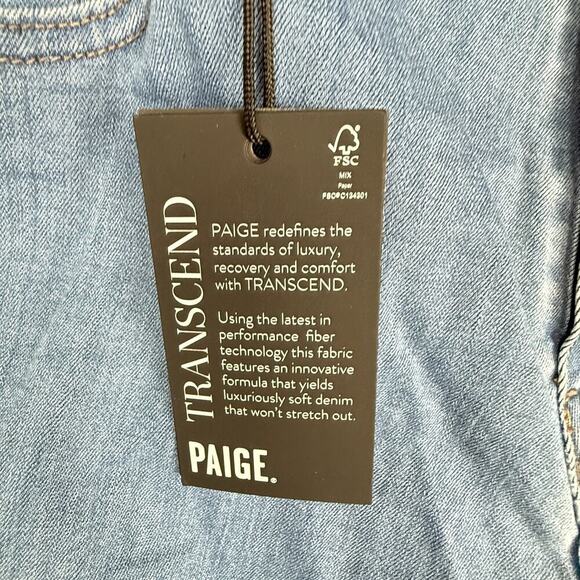 FSC
MIX
Paper
TRANSCEND
PAIGE redefines the
standards of luxury,
recovery and comfort
with TRANSCEND.
Using the latest in
performance fiber
technology this fabric
features an innovative
formula that yields
luxuriously soft denim
that won't stretch out.
PAIGE.